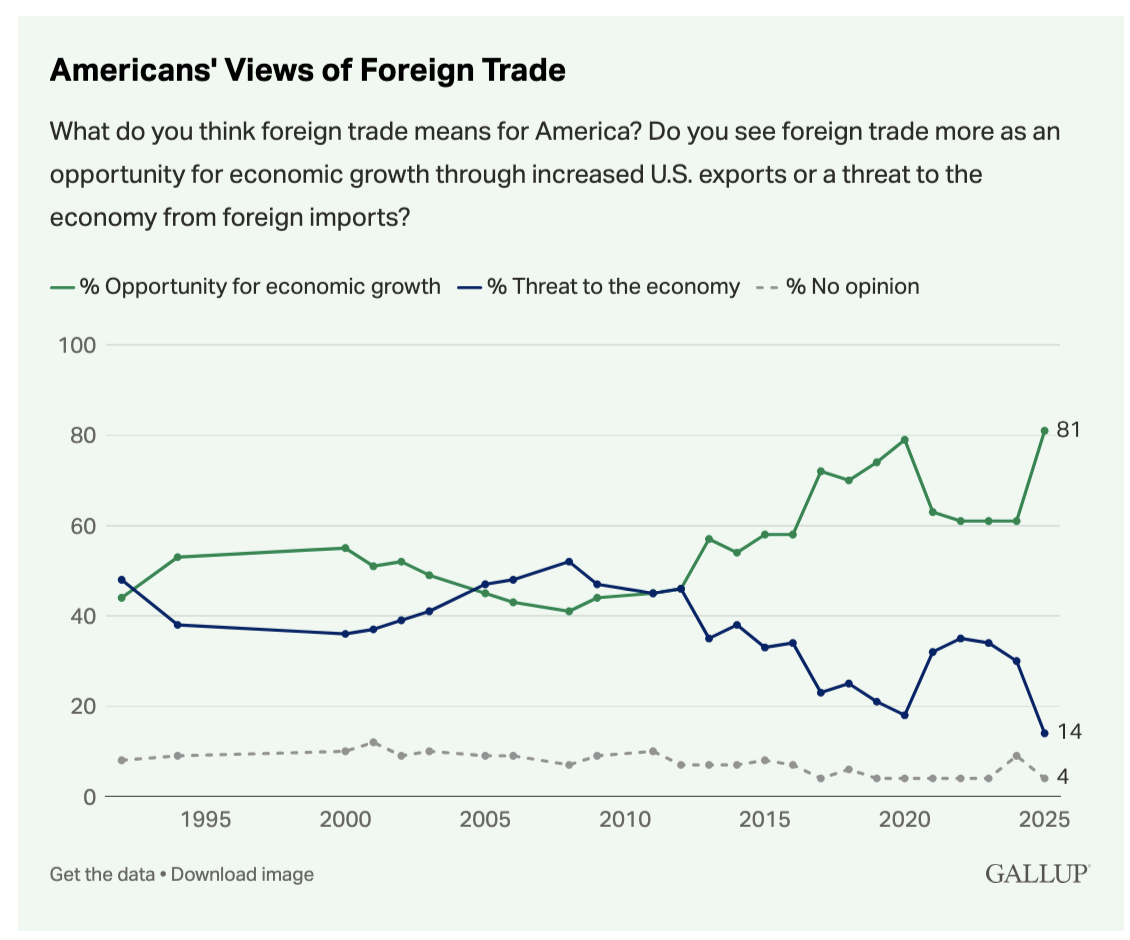 Americans' Views of Foreign Trade
What do you think foreign trade means for America? Do you see foreign trade more as an
opportunity for economic growth through increased U.S. exports or a threat to the
economy from foreign imports?
% Opportunity for economic growth % Threat to the economy % No opinion
100
80
60
40
20
0
81
14
4
1995 2000 2005 2010 2015 2020 2025
Get the data • Download image
GALLUP®